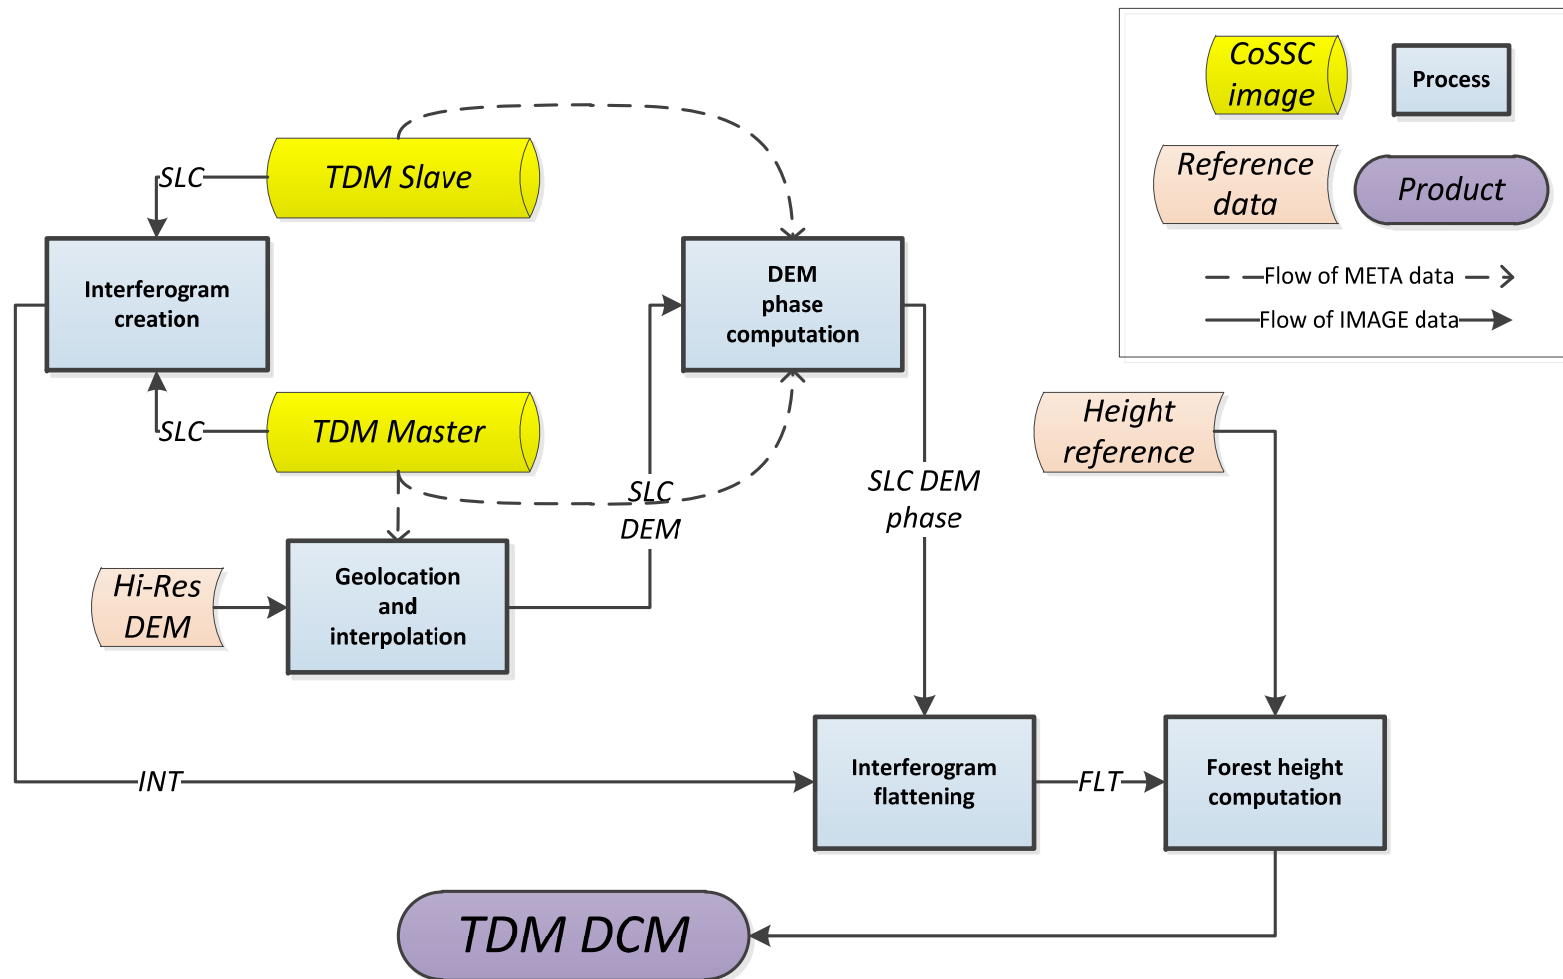 CoSSC
image
Process
Reference
data
Product
Flow of META data
Flow of IMAGE data
TDM Slave
SLC
Interferogram
creation
DEM
phase
computation
SLC
TDM Master
Height
reference
SLC
DEM
SLC DEM
phase
Hi-Res
DEM
Geolocation
and
interpolation
INT
Interferogram
flattening
FLT
Forest height
computation
TDM DCM